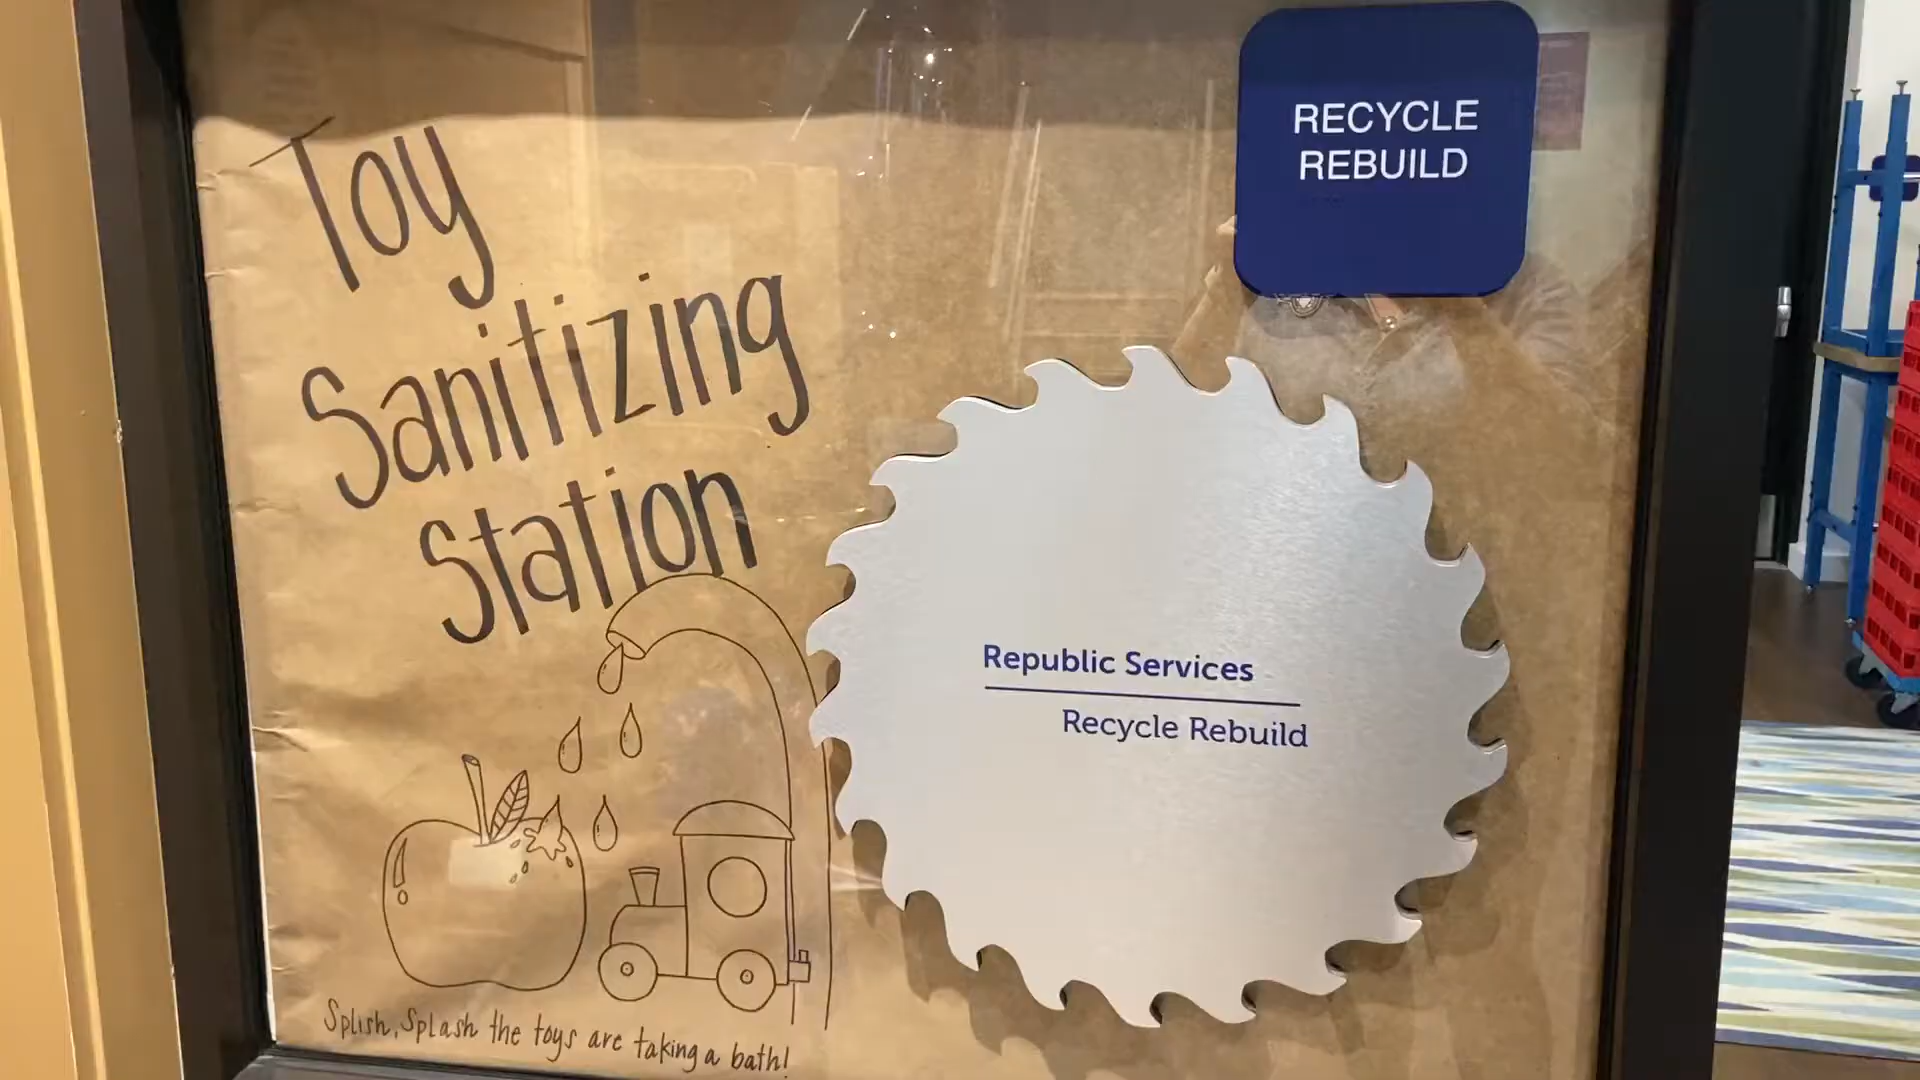 Toy
Sanitizing
Station
Splish, Splash the toys are taking a bath!
RECYCLE
REBUILD
Republic Services
Recycle Rebuild